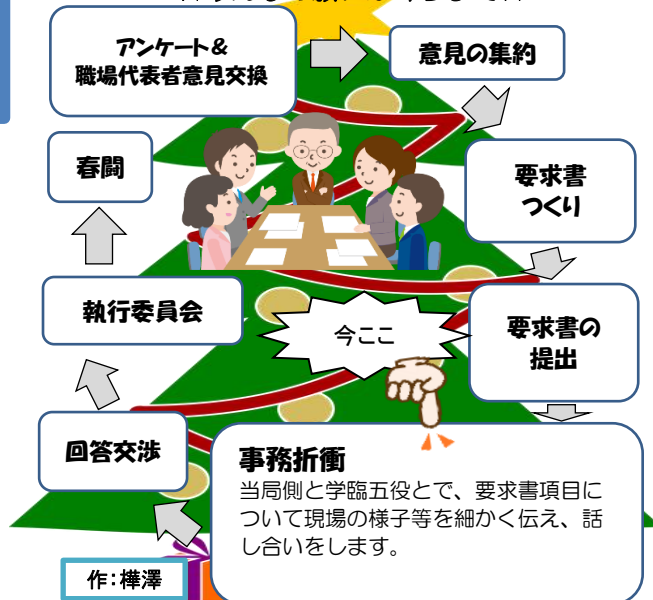 アンケート&
職場代表者意見交換
意見の集約
要求書
つくり
要求書の
提出
今ここ
事務折衝
当局側と学臨五役とで、要求書項目に
ついて現場の様子等を細かく伝え、話
し合いをします。
回答交渉
執行委員会
春闘
作:樺澤